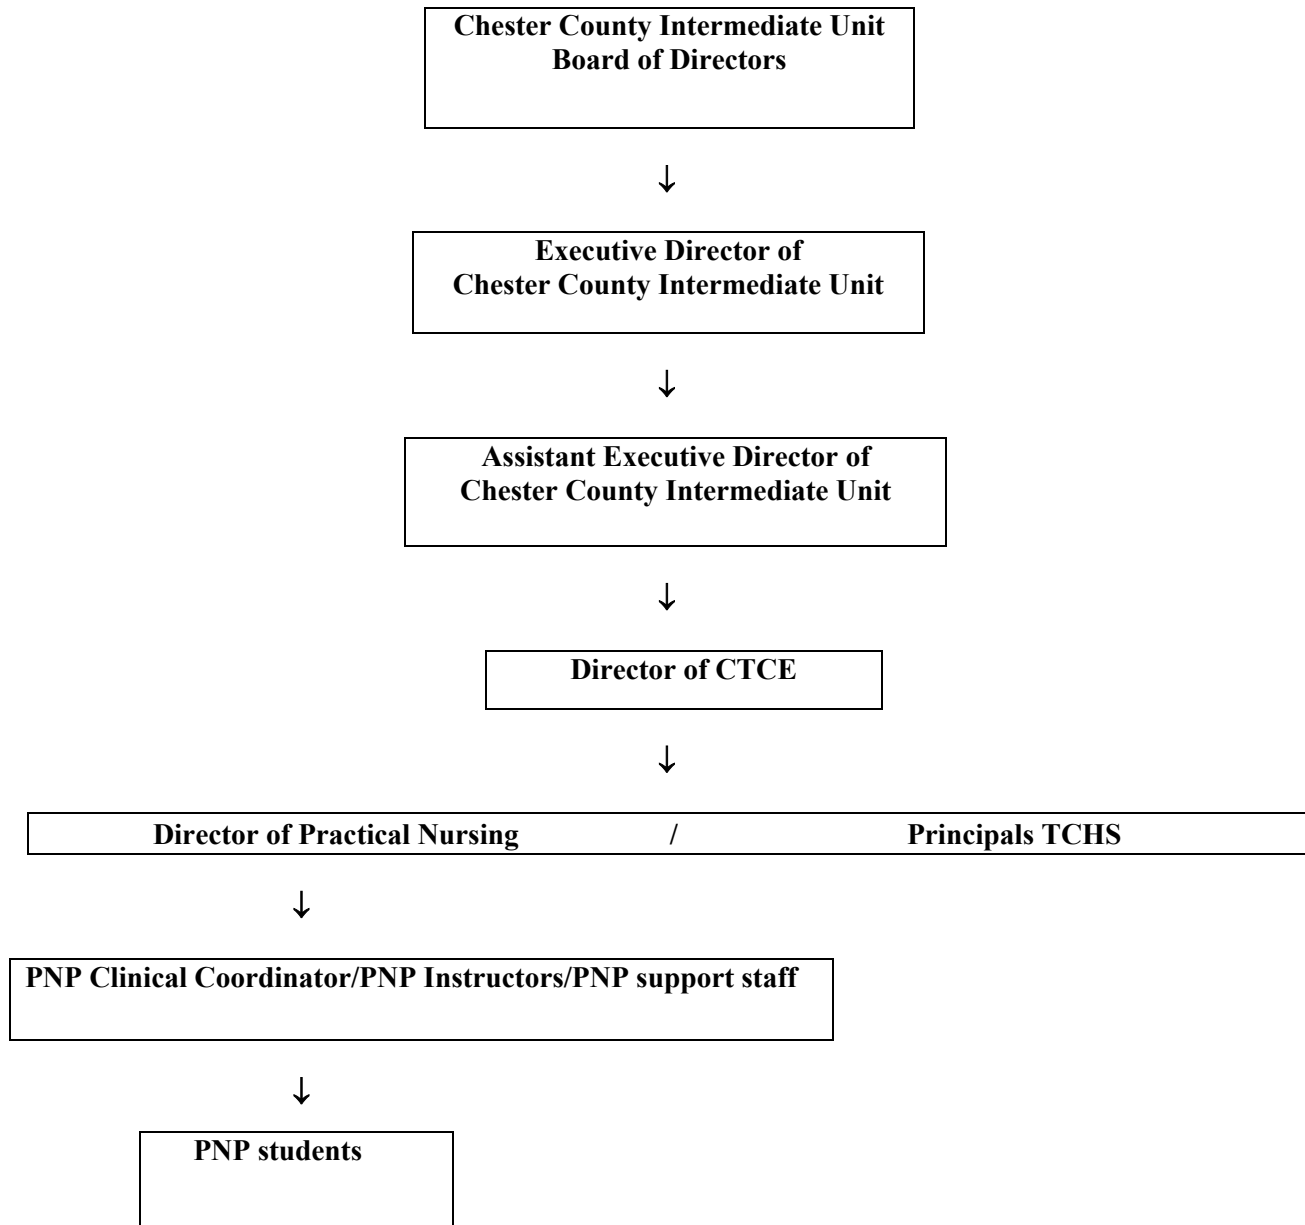 Chester County Intermediate Unit
Board of Directors
↓
Executive Director of
Chester County Intermediate Unit
↓
Assistant Executive Director of
Chester County Intermediate Unit
↓
Director of CTCE
↓
Director of Practical Nursing / Principals TCHS
↓
PNP Clinical Coordinator/PNP Instructors/PNP support staff
↓
PNP students